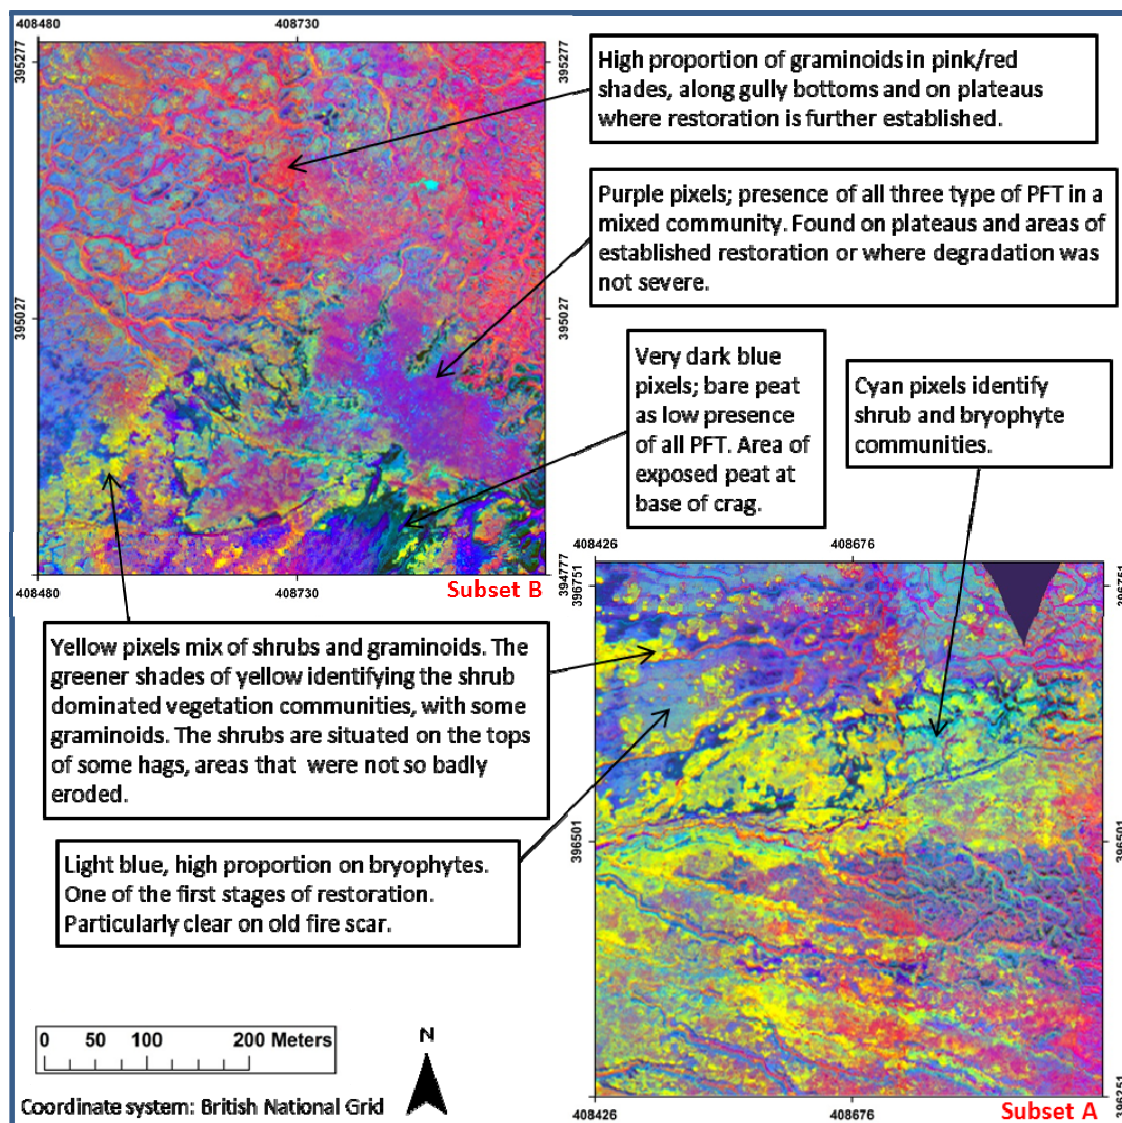 408480
408730
395277
395277
High proportion of graminoids in pink/red
shades, along gully bottoms and on plateaus
where restoration is further established.
Purple pixels; presence of all three type of PFT in a
mixed community. Found on plateaus and areas of
established restoration or where degradation was
not severe.
395027
395027
Very dark blue
pixels; bare peat
as low presence
of all PFT. Area of
exposed peat at
base of crag.
Cyan pixels identify
shrub and bryophyte
communities.
408426
408676
394777
Subset B
408480
408730
396751
396751
Yellow pixels mix of shrubs and graminoids. The
greener shades of yellow identifying the shrub
dominated vegetation communities, with some
graminoids. The shrubs are situated on the tops
of some hags, areas that were not so badly
eroded.
396501
396501
Light blue, high proportion on bryophytes.
One of the first stages of restoration.
Particularly clear on old fire scar.
0 50 100 200 Meters
N
Coordinate system: British National Grid
408426
408676
Subset A